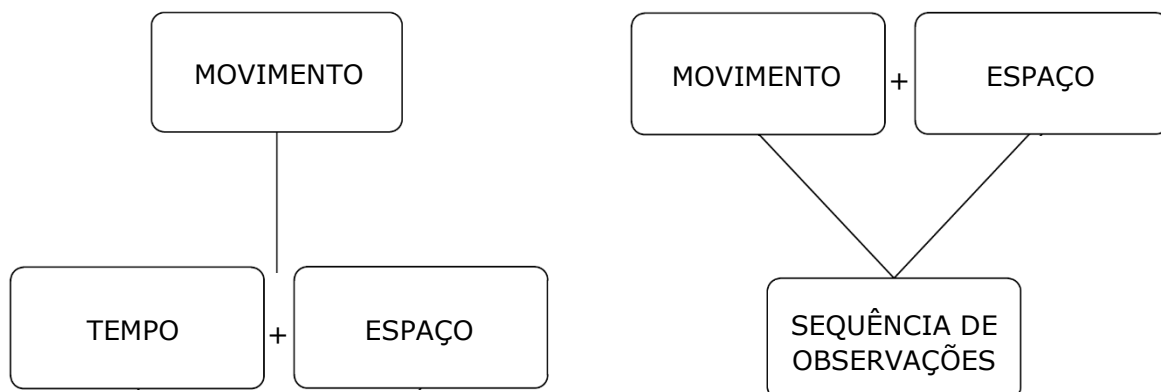 MOVIMENTO
TEMPO + ESPAÇO
MOVIMENTO + ESPAÇO
SEQUÊNCIA DE
OBSERVAÇÕES